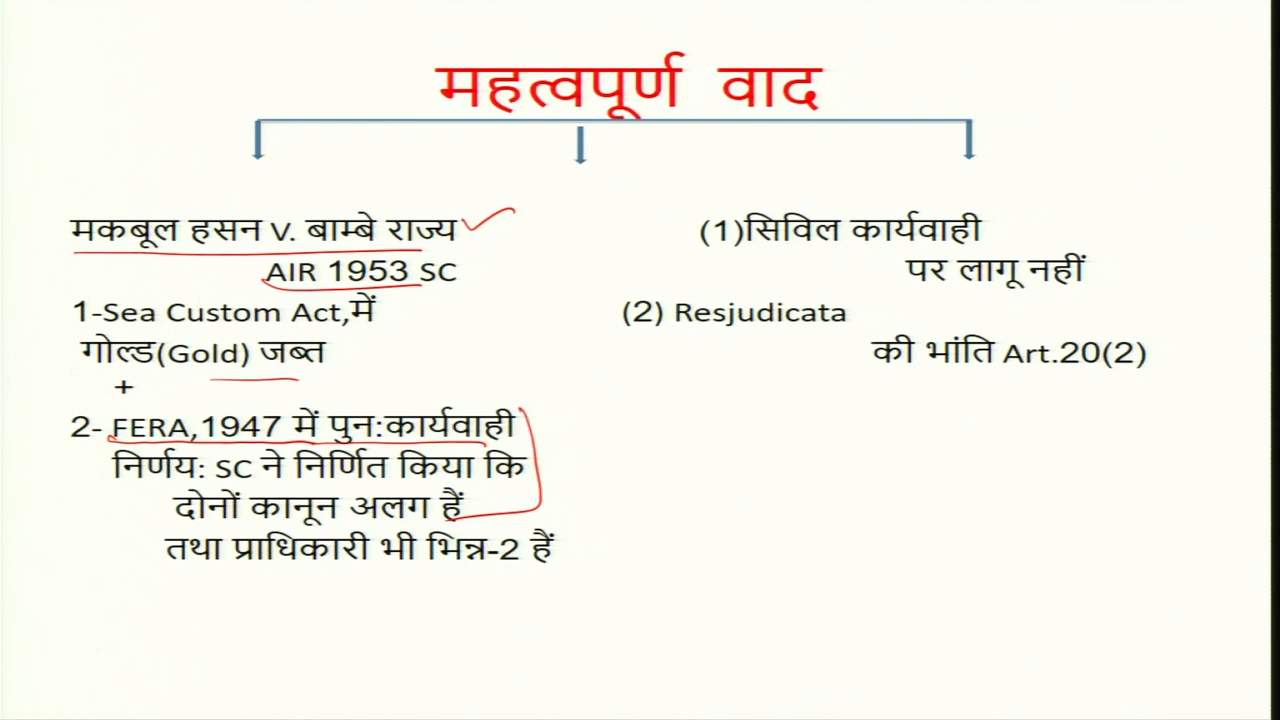 महत्वपूर्ण वाद
मकबूल हसन v. बाम्बे राज्य
AIR 1953 SC
1-Sea Custom Act,में
गोल्ड(Gold) जब्त
+
2- FERA,1947 में पुन:कार्यवाही
निर्णय: SC ने निर्णित किया कि
दोनों कानून अलग हैं
तथा प्राधिकारी भी भिन्न-2 हैं
(1)सिविल कार्यवाही
पर लागू नहीं
(2) Resjudicata
की भांति Art.20(2)